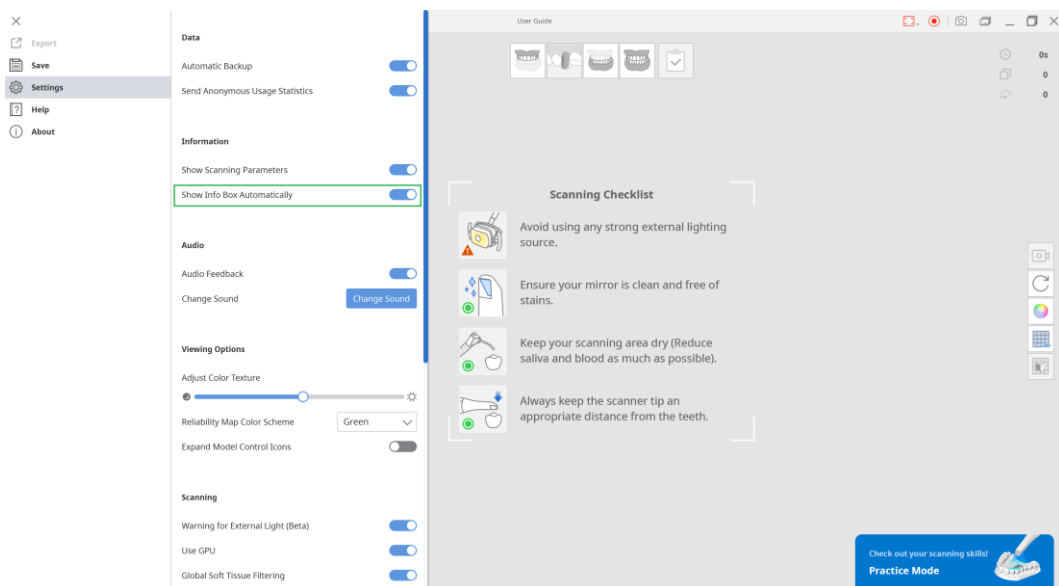 User Guide
Export
Save
Settings
Help
About
Data
Automatic Backup
Send Anonymous Usage Statistics
Information
Show Scanning Parameters
Show Info Box Automatically
Audio
Audio Feedback
Change Sound
Change Sound
Viewing Options
Adjust Color Texture
Reliability Map Color Scheme
Green
Expand Model Control Icons
Scanning
Warning for External Light (Beta)
Use GPU
Global Soft Tissue Filtering
0s
0
0
Scanning Checklist
Avoid using any strong external lighting
source.
Ensure your mirror is clean and free of
stains.
Keep your scanning area dry (Reduce
saliva and blood as much as possible).
Always keep the scanner tip an
appropriate distance from the teeth.
Check out your scanning skills!
Practice Mode